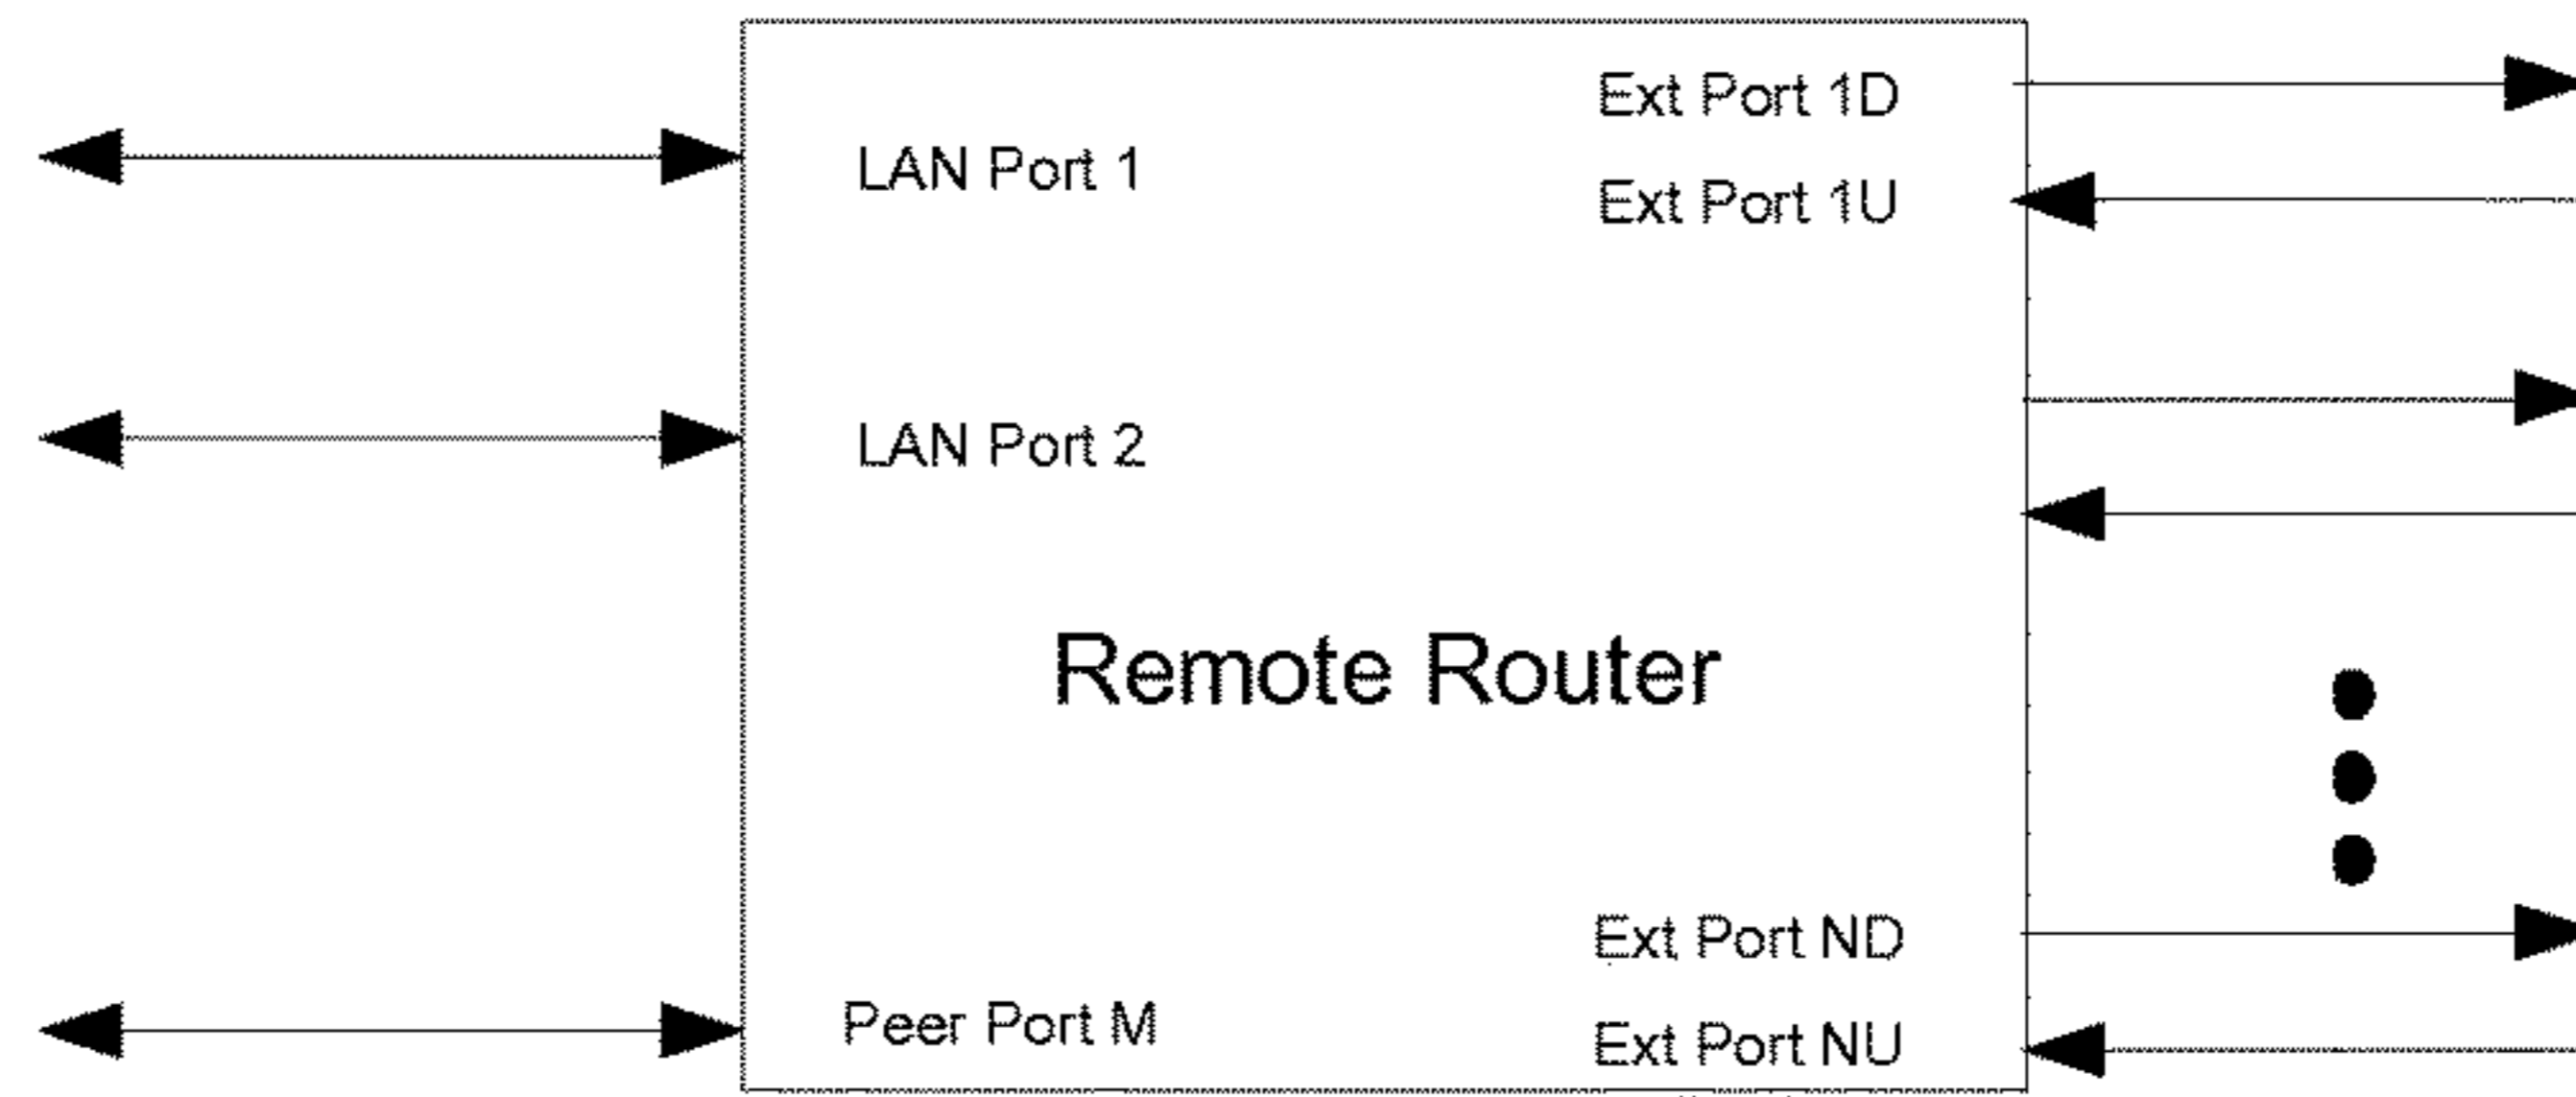 Ext Port 1D
LAN Port 1
Ext Port 1U
LAN Port 2
Remote Router
Ext Port ND
Peer Port M
Ext Port NU